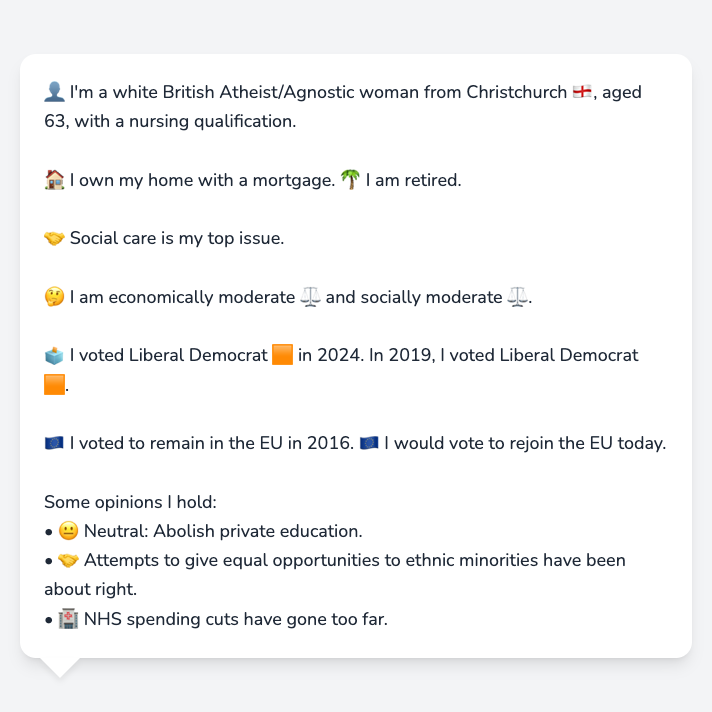 👤 I'm a white British Atheist/Agnostic woman from Christchurch 🏴󠁧󠁢󠁥󠁮󠁧󠁿, aged
63, with a nursing qualification.
🏠 I own my home with a mortgage. 🌴 I am retired.
🤝 Social care is my top issue.
🤔 I am economically moderate ⚖️ and socially moderate ⚖️.
🗳️ I voted Liberal Democrat 🟧 in 2024. In 2019, I voted Liberal Democrat
🟧.
🇪🇺 I voted to remain in the EU in 2016. 🇪🇺 I would vote to rejoin the EU today.
Some opinions I hold:
• 😐 Neutral: Abolish private education.
• 🤝 Attempts to give equal opportunities to ethnic minorities have been
about right.
• 🏥 NHS spending cuts have gone too far.